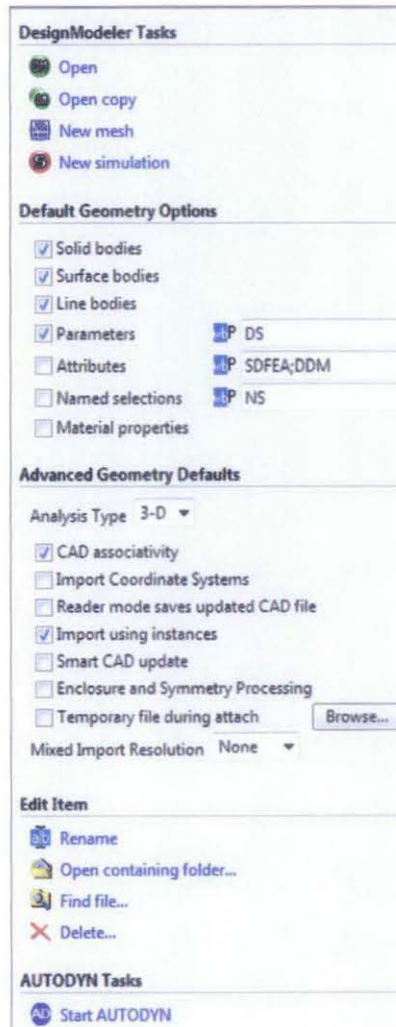 DesignModeler Tasks
Open
Open copy
New mesh
New simulation
Default Geometry Options
Solid bodies
Surface bodies
Line bodies
Parameters DS
Attributes SDFEA;DDM
Named selections NS
Material properties
Advanced Geometry Defaults
Analysis Type 3-D
CAD associativity
Import Coordinate Systems
Reader mode saves updated CAD file
Import using instances
Smart CAD update
Enclosure and Symmetry Processing
Temporary file during attach Browse...
Mixed Import Resolution None
Edit Item
Rename
Open containing folder...
Find file...
Delete...
AUTODYN Tasks
AD Start AUTODYN